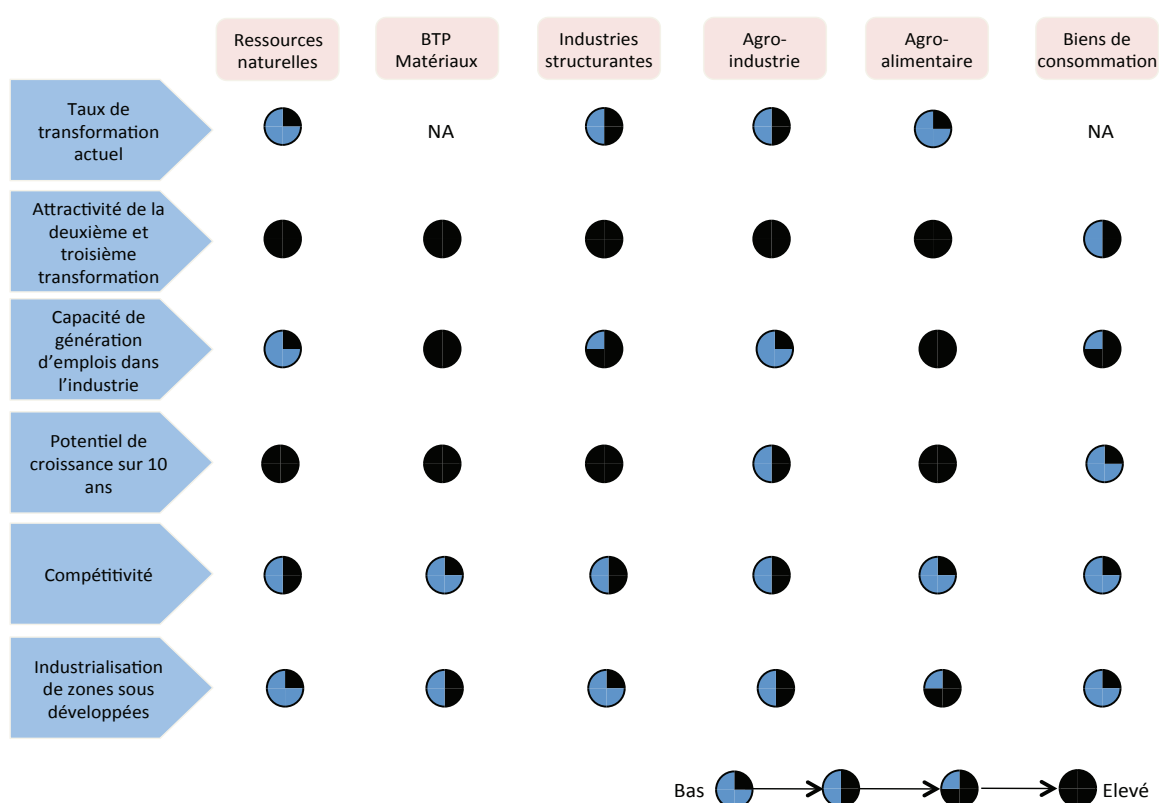 Ressources
naturelles
BTP
Matériaux
Industries
structurantes
Agro-
industrie
Agro-
alimentaire
Biens de
consommation
Taux de
transformation
actuel
NA
NA
Attractivité de la
deuxième et
troisième
transformation
Capacité de
génération
d'emplois dans
l'industrie
Potentiel de
croissance sur 10
ans
Compétitivité
Industrialisation
de zones sous
développées
Bas
Elevé